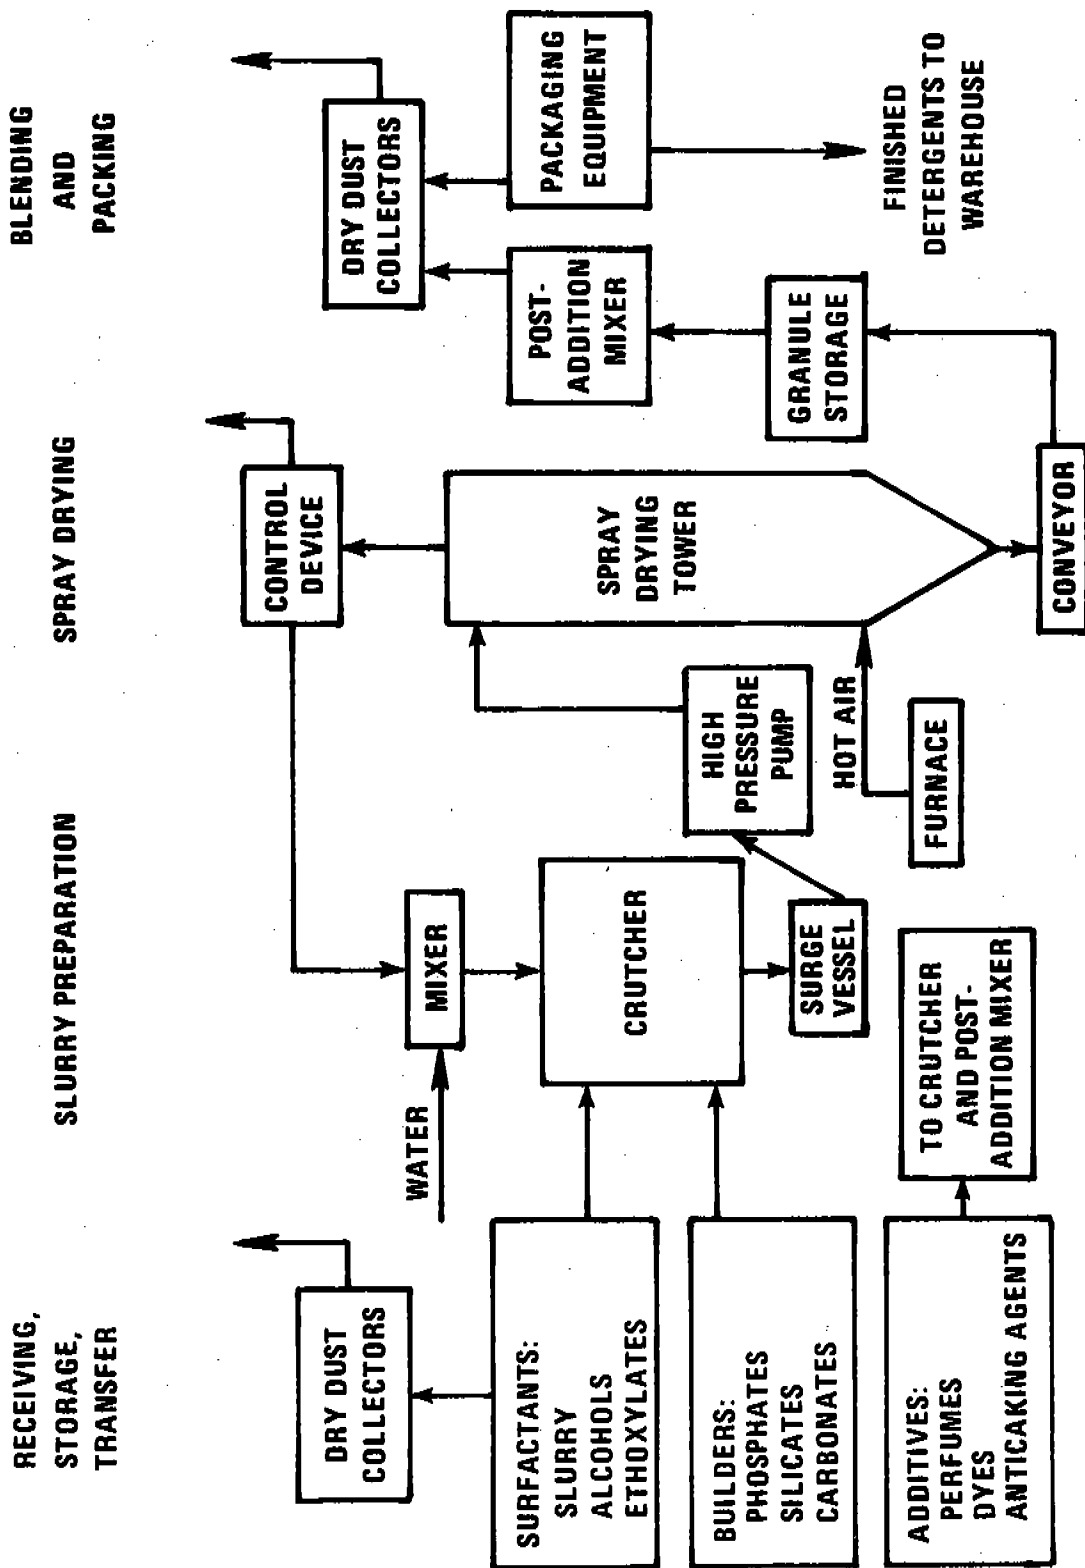 RECEIVING,
STORAGE,
TRANSFER
SLURRY PREPARATION
SPRAY DRYING
BLENDING
AND
PACKING
DRY DUST
COLLECTORS
SURFACTANTS:
SLURRY
ALCOHOLS
ETHOXYLATES
BUILDERS:
PHOSPHATES
SILICATES
CARBONATES
ADDITIVES:
PERFUMES
DYES
ANTICAKING AGENTS
WATER
MIXER
CRUTCHER
SURGE
VESSEL
TO CRUTCHER
AND POST-
ADDITION MIXER
HIGH
PRESSURE
PUMP
HOT AIR
FURNACE
CONTROL
DEVICE
SPRAY
DRYING
TOWER
CONVEYOR
DRY DUST
COLLECTORS
POST-
ADDITION
MIXER
GRANULE
STORAGE
PACKAGING
EQUIPMENT
FINISHED
DETERGENTS TO
WAREHOUSE